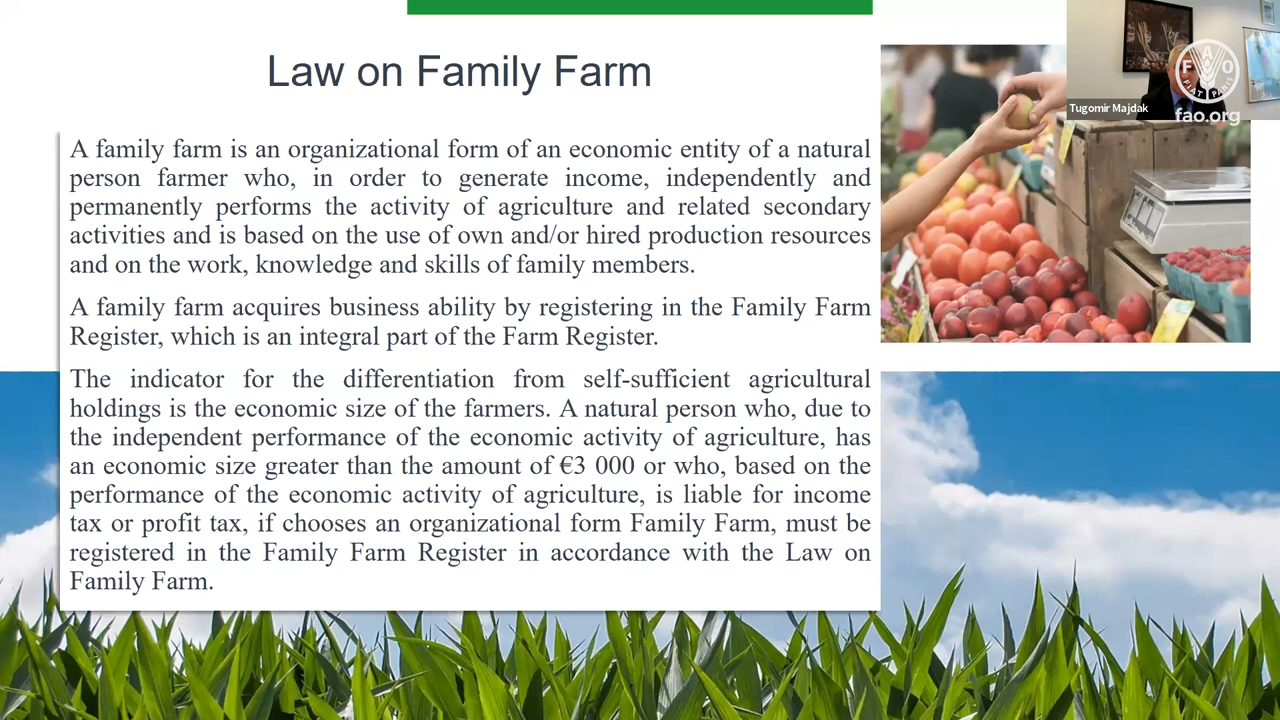 Law on Family Farm
A family farm is an organizational form of an economic entity of a natural
person farmer who, in order to generate income, independently and
permanently performs the activity of agriculture and related secondary
activities and is based on the use of own and/or hired production resources
and on the work, knowledge and skills of family members.
A family farm acquires business ability by registering in the Family Farm
Register, which is an integral part of the Farm Register.
The indicator for the differentiation from self-sufficient agricultural
holdings is the economic size of the farmers. A natural person who, due to
the independent performance of the economic activity of agriculture, has
an economic size greater than the amount of €3 000 or who, based on the
performance of the economic activity of agriculture, is liable for income
tax or profit tax, if chooses an organizational form Family Farm, must be
registered in the Family Farm Register in accordance with the Law on
Family Farm.
Tugomir Majdak
F A O
FIAT PANIS
fao.org